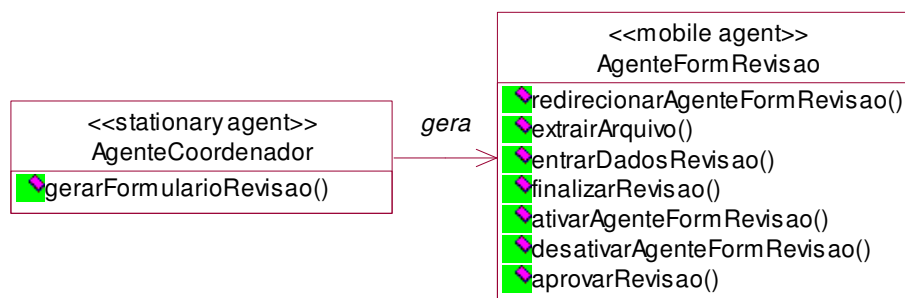 <<stationary agent>>
AgenteCoordenador
gerarFormularioRevisao()
gera
<<mobile agent>>
AgenteFormRevisao
redirecionarAgenteFormRevisao()
extrairArquivo()
entrarDadosRevisao()
finalizarRevisao()
ativarAgenteFormRevisao()
desativarAgenteFormRevisao()
aprovarRevisao()